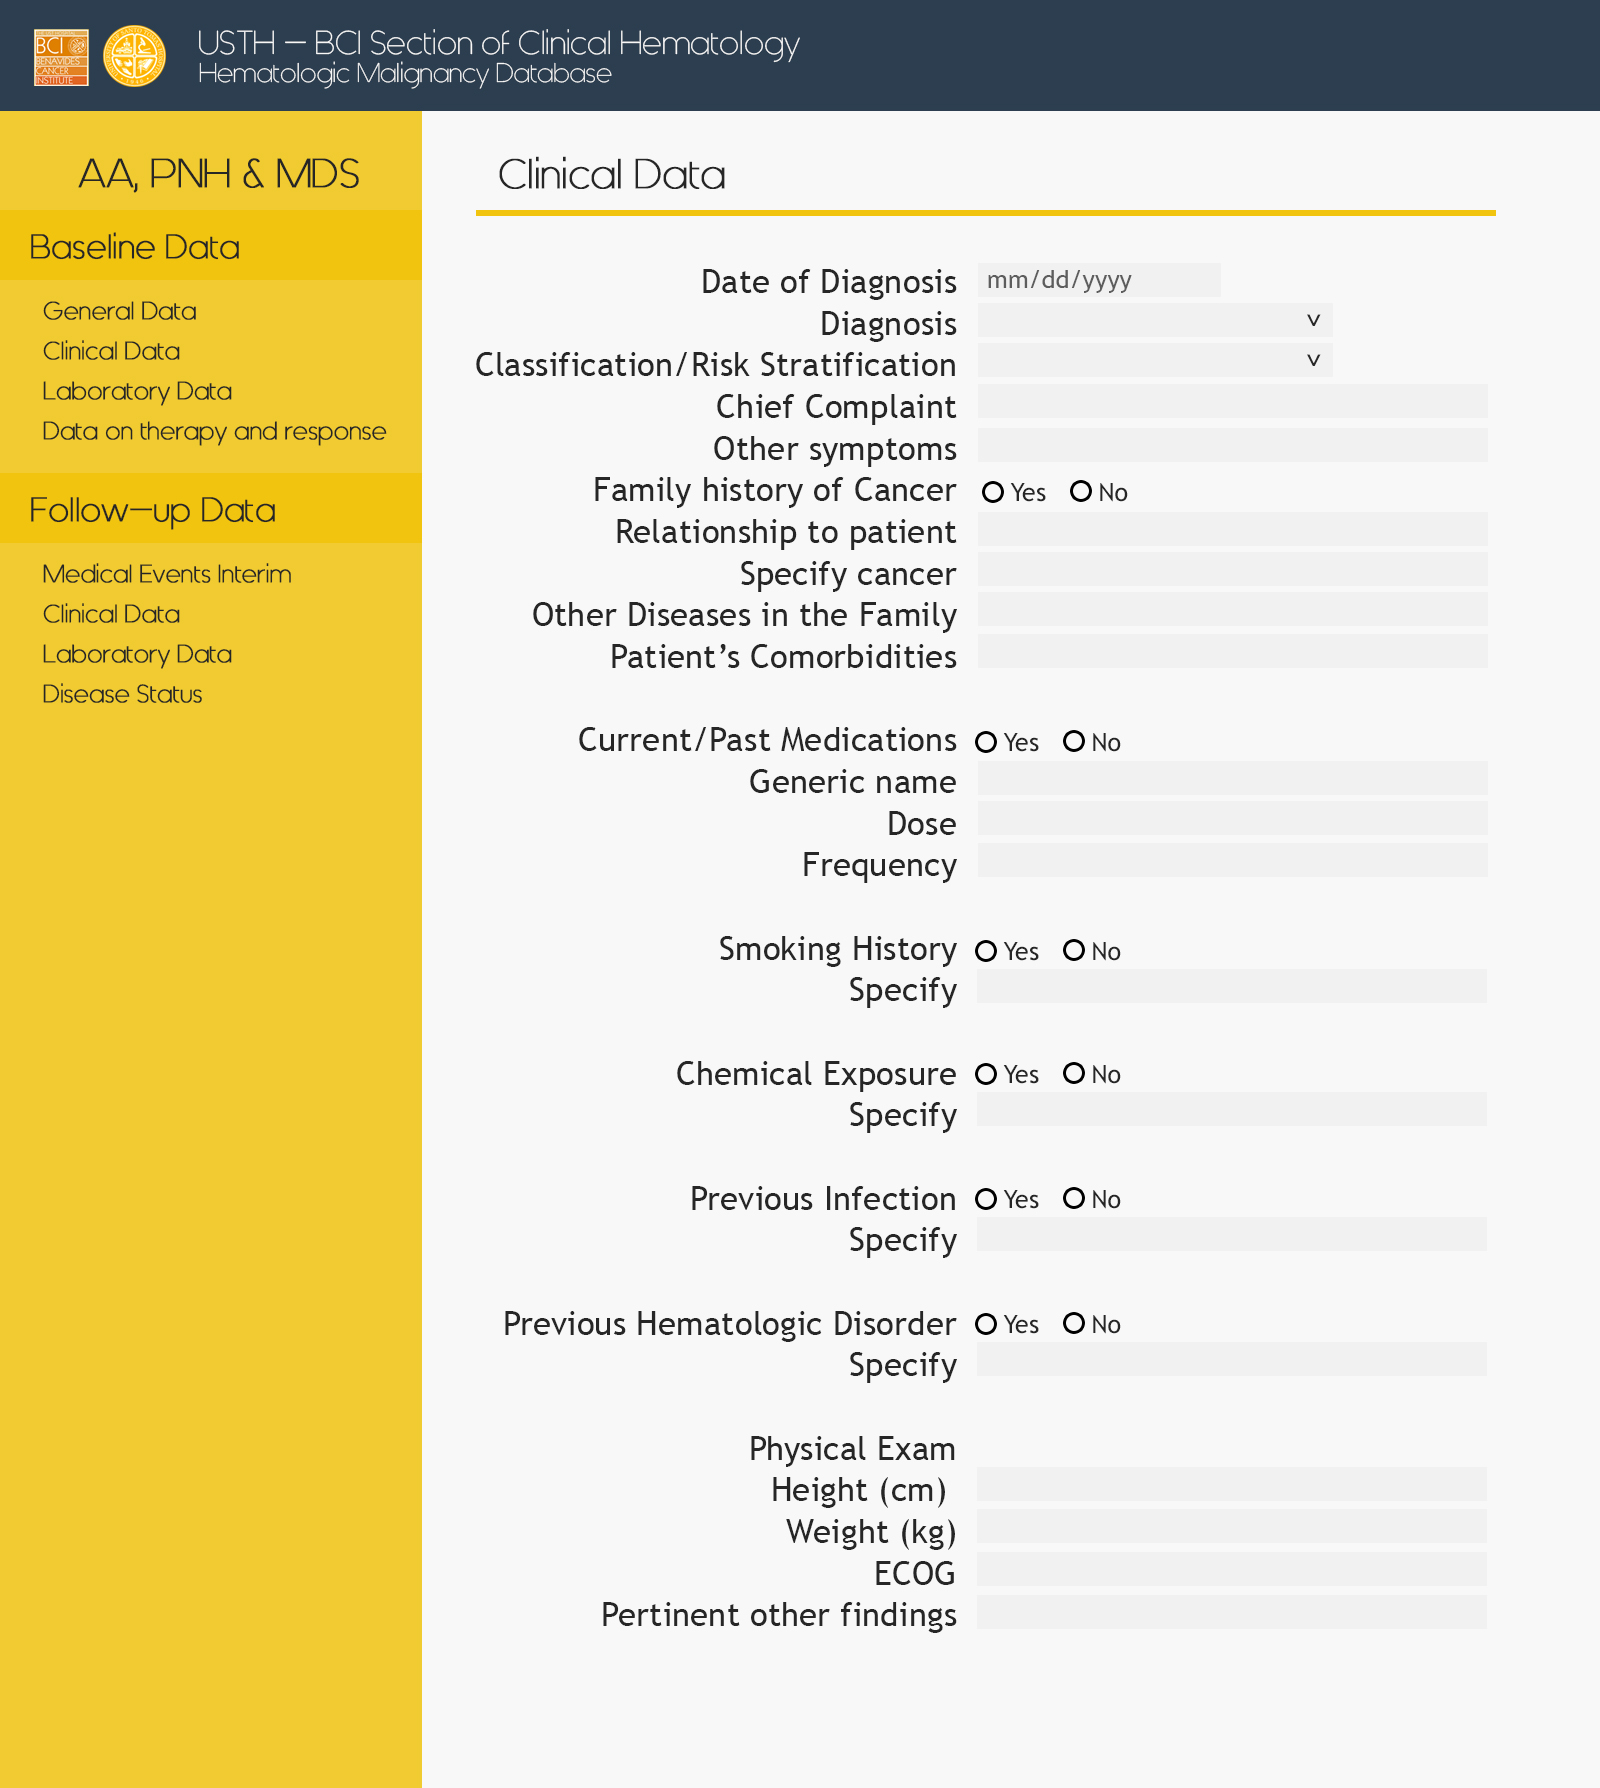 BCI
BENAVIDES
CANCER
INSTITUTE
USTH – BCI Section of Clinical Hematology
Hematologic Malignancy Database
AA, PNH & MDS
Baseline Data
General Data
Clinical Data
Laboratory Data
Data on therapy and response
Follow-up Data
Medical Events Interim
Clinical Data
Laboratory Data
Disease Status
Clinical Data
Date of Diagnosis mm/dd/yyyy
Diagnosis
Classification/Risk Stratification
Chief Complaint
Other symptoms
Family history of Cancer Yes No
Relationship to patient
Specify cancer
Other Diseases in the Family
Patient’s Comorbidities
Current/Past Medications Yes No
Generic name
Dose
Frequency
Smoking History Yes No
Specify
Chemical Exposure Yes No
Specify
Previous Infection Yes No
Specify
Previous Hematologic Disorder Yes No
Specify
Physical Exam
Height (cm)
Weight (kg)
ECOG
Pertinent other findings